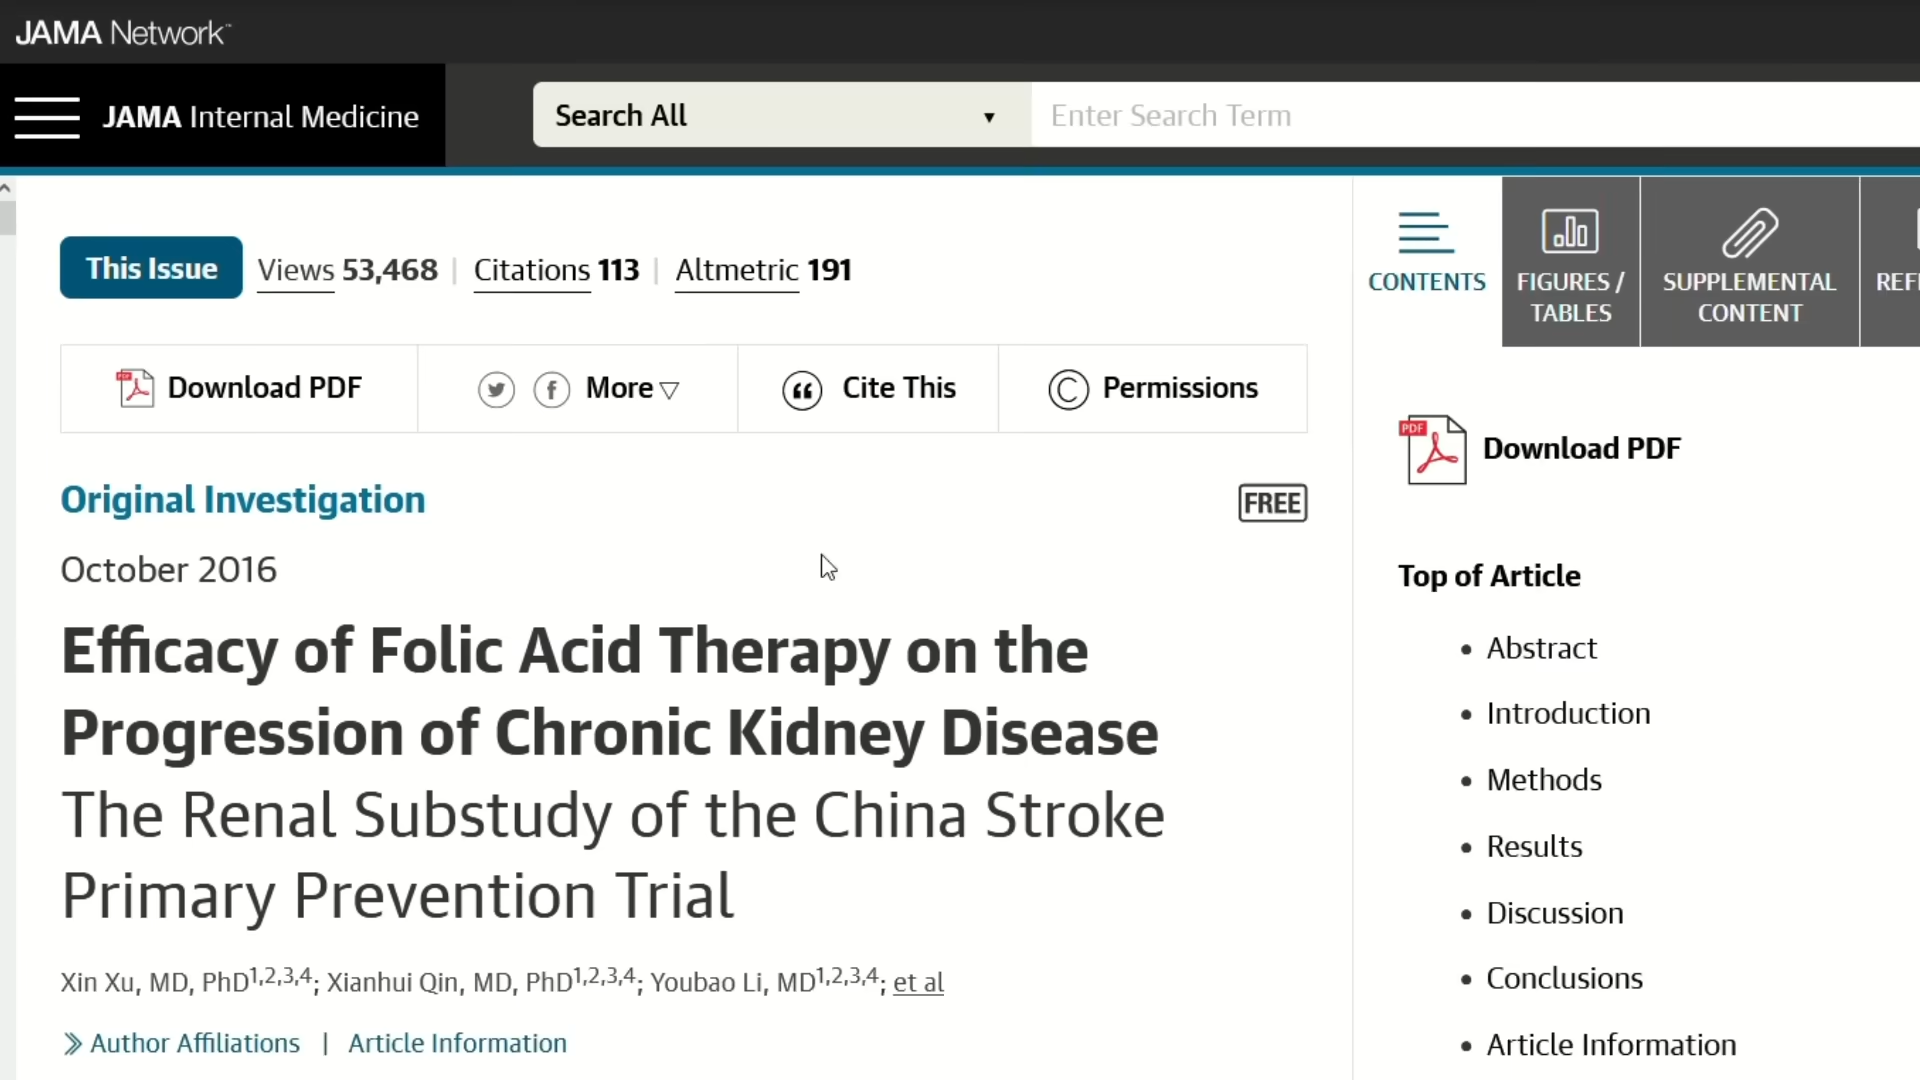 JAMA Network™
JAMA Internal Medicine
Search All
Enter Search Term
This Issue
Views 53,468 | Citations 113 | Altmetric 191
CONTENTS
FIGURES /
TABLES
SUPPLEMENTAL
CONTENT
Download PDF
More
Cite This
Permissions
PDF
Download PDF
Original Investigation
FREE
October 2016
Efficacy of Folic Acid Therapy on the
Progression of Chronic Kidney Disease
The Renal Substudy of the China Stroke
Primary Prevention Trial
Xin Xu, MD, PhD1,2,3,4; Xianhui Qin, MD, PhD1,2,3,4; Youbao Li, MD1,2,3,4; et al
Author Affiliations | Article Information
Top of Article
• Abstract
• Introduction
• Methods
• Results
• Discussion
• Conclusions
• Article Information